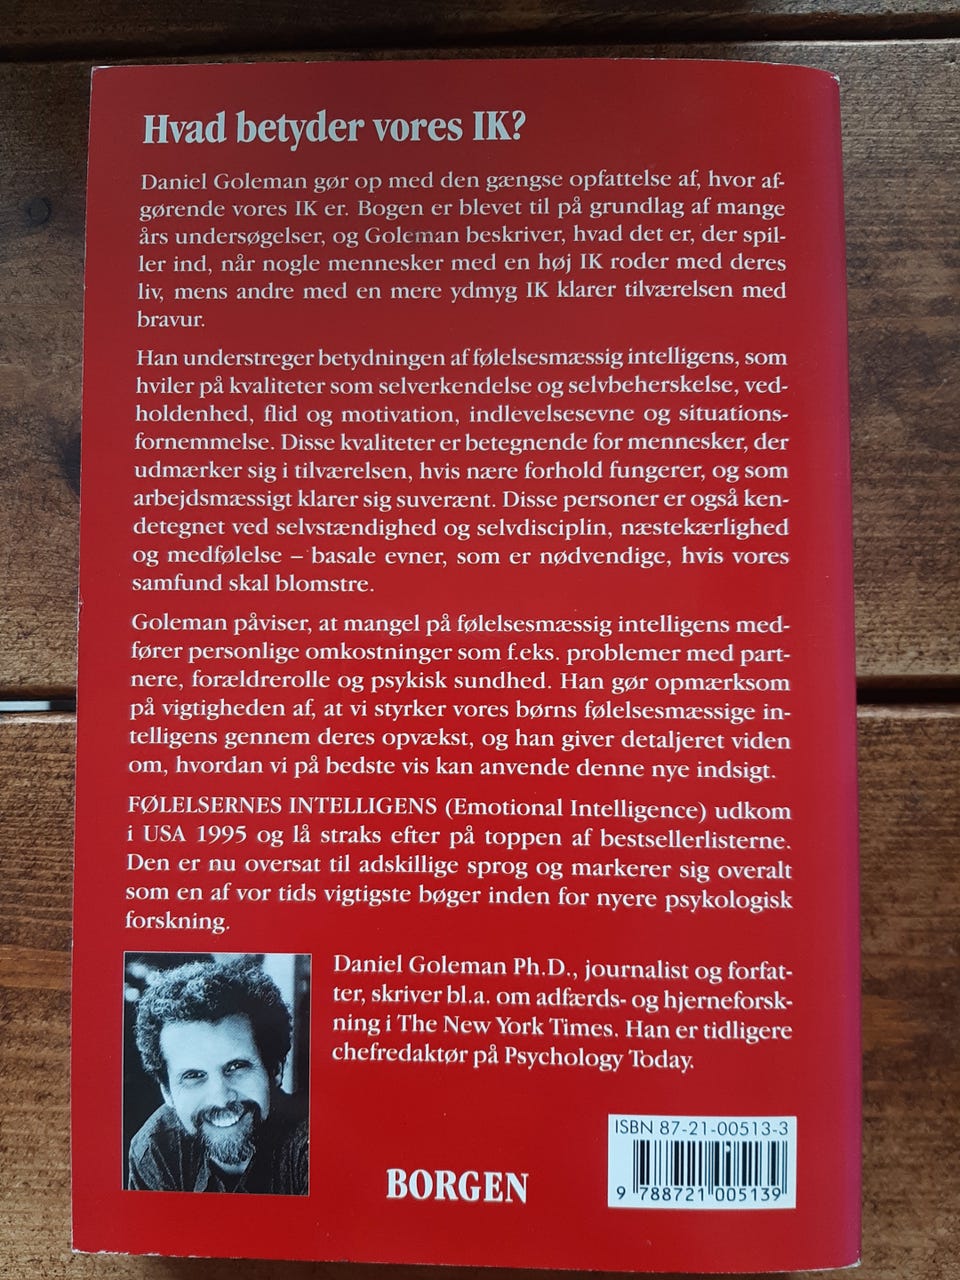 Hvad betyder vores IK?
Daniel Goleman gør op med den gængse opfattelse af, hvor af-
gørende vores IK er. Bogen er blevet til på grundlag af mange
års undersøgelser, og Goleman beskriver, hvad det er, der spil-
ler ind, når nogle mennesker med en høj IK roder med deres
liv, mens andre med en mere ydmyg IK klarer tilværelsen med
bravur.
Han understreger betydningen af følelsesmæssig intelligens, som
hviler på kvaliteter som selverkendelse og selvbeherskelse, ved-
holdenhed, flid og motivation, indlevelsesevne og situations-
fornemmelse. Disse kvaliteter er betegnende for mennesker, der
udmærker sig i tilværelsen, hvis nære forhold fungerer, og som
arbejdsmæssigt klarer sig suverænt. Disse personer er også ken-
detegnet ved selvstændighed og selvdisciplin, næstekærlighed
og medfølelse – basale evner, som er nødvendige, hvis vores
samfund skal blomstre.
Goleman påviser, at mangel på følelsesmæssig intelligens med-
fører personlige omkostninger som f.eks. problemer med part-
nere, forældrerolle og psykisk sundhed. Han gør opmærksom
på vigtigheden af, at vi styrker vores børns følelsesmæssige in-
telligens gennem deres opvækst, og han giver detaljeret viden
om, hvordan vi på bedste vis kan anvende denne nye indsigt.
FØLELSERNES INTELLIGENS (Emotional Intelligence) udkom
i USA 1995 og lå straks efter på toppen af bestsellerlisterne.
Den er nu oversat til adskillige sprog og markerer sig overalt
som en af vor tids vigtigste bøger inden for nyere psykologisk
forskning.
Daniel Goleman Ph.D., journalist og forfat-
ter, skriver bl.a. om adfærds- og hjerneforsk-
ning i The New York Times. Han er tidligere
chefredaktør på Psychology Today.
ISBN 87-21-00513-3
9 788721 005139
BORGEN